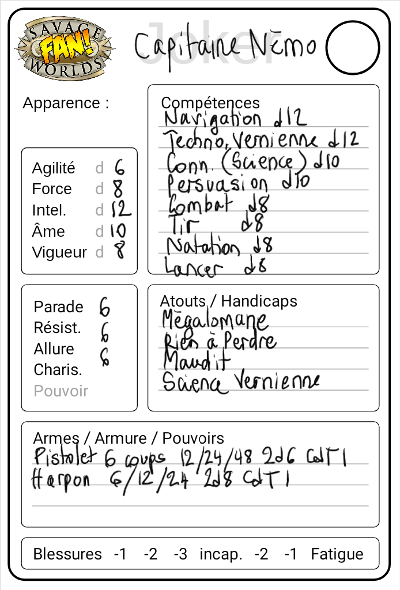 SAVAGE
FAN!
WORLDS
Joker
Capitaine Nemo
Apparence :
Compétences
Navigation d12
Techno, Vernienne d12
Conn. (Science) d10
Persuasion d10
Combat d8
Tir d8
Natation d8
Lancer d8
Agilité d 6
Force d 8
Intel. d 12
Âme d 10
Vigueur d 8
Parade 6
Résist. 6
Allure 6
Charis.
Pouvoir
Atouts / Handicaps
Mégalomane
Rien à Perdre
Maudit
Science Vernienne
Armes / Armure / Pouvoirs
Pistolet 6 coups 12/24/48 2d6 CdT 1
Harpon 6/12/24 2d8 CdT 1
Blessures -1 -2 -3 incap. -2 -1 Fatigue